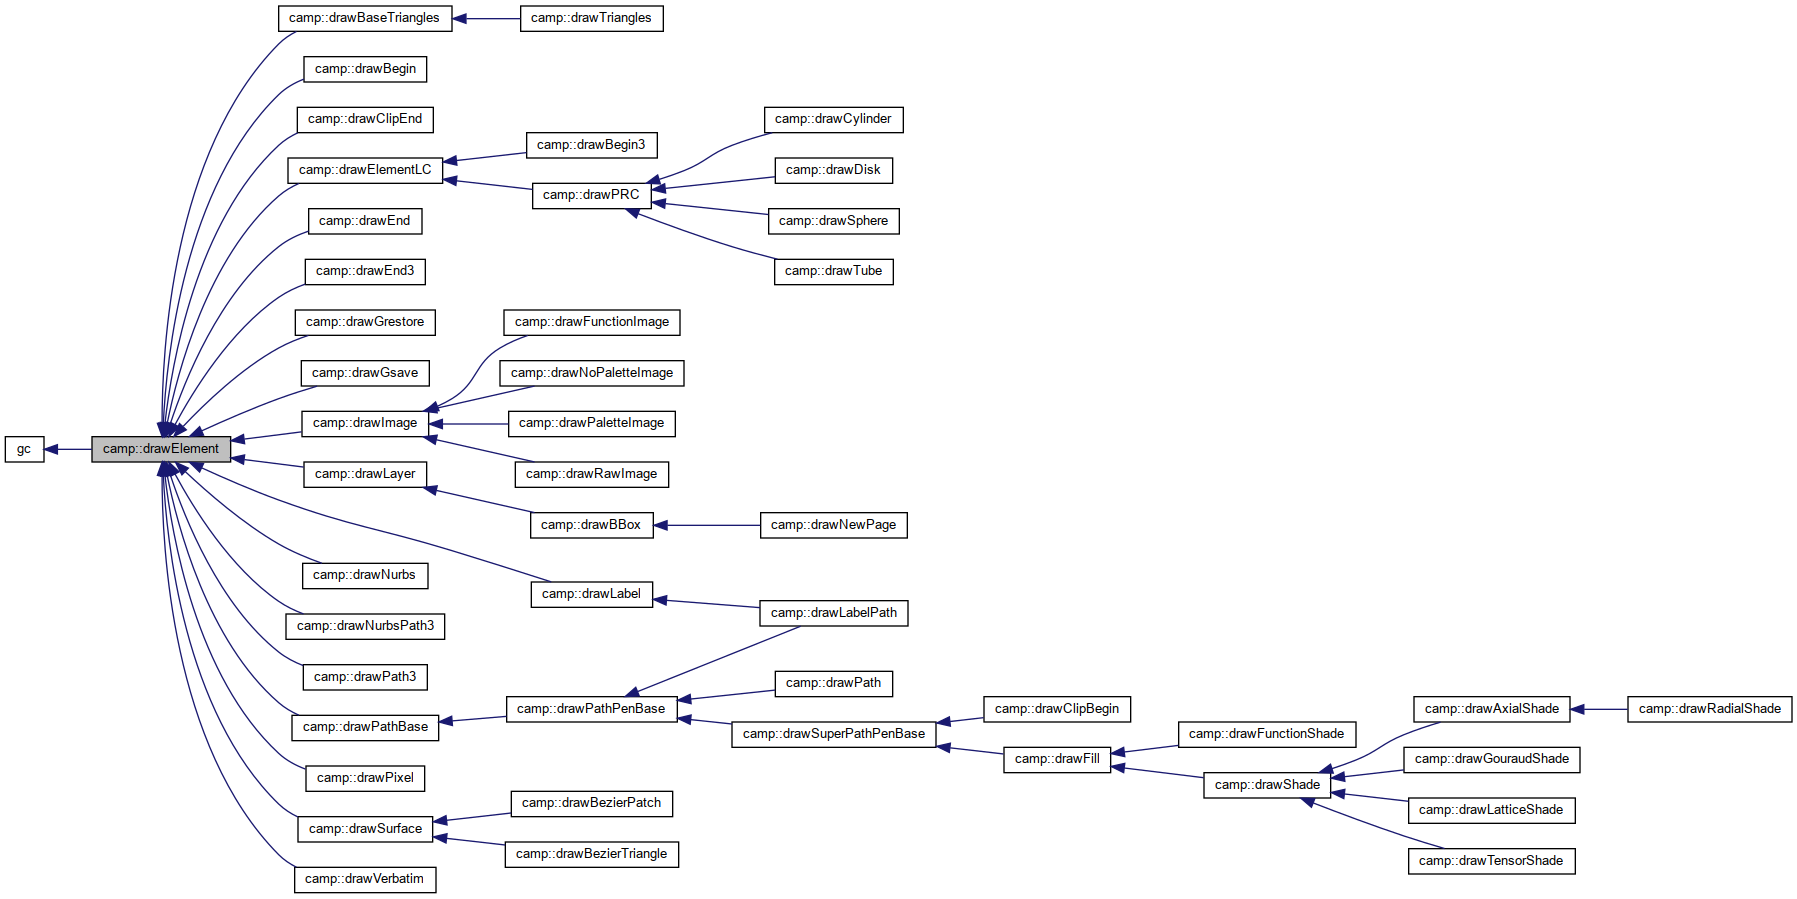 camp::drawBaseTriangles
camp::drawTriangles
camp::drawBegin
camp::drawClipEnd
camp::drawCylinder
camp::drawBegin3
camp::drawElementLC
camp::drawDisk
camp::drawPRC
camp::drawEnd
camp::drawSphere
camp::drawEnd3
camp::drawTube
camp::drawGrestore
camp::drawFunctionImage
camp::drawGsave
camp::drawNoPaletteImage
camp::drawImage
camp::drawPaletteImage
gc
camp::drawElement
camp::drawLayer
camp::drawRawImage
camp::drawBBox
camp::drawNewPage
camp::drawNurbs
camp::drawLabel
camp::drawLabelPath
camp::drawNurbsPath3
camp::drawPath3
camp::drawPath
camp::drawPathPenBase
camp::drawClipBegin
camp::drawAxialShade
camp::drawRadialShade
camp::drawPathBase
camp::drawSuperPathPenBase
camp::drawFunctionShade
camp::drawFill
camp::drawGouraudShade
camp::drawPixel
camp::drawShade
camp::drawBezierPatch
camp::drawLatticeShade
camp::drawSurface
camp::drawBezierTriangle
camp::drawTensorShade
camp::drawVerbatim